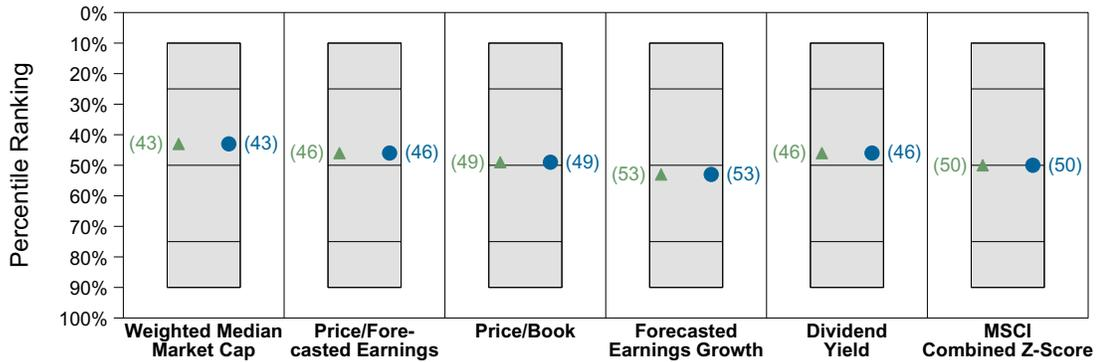 Percentile Ranking
0%
10%
20%
30%
40%
50%
60%
70%
80%
90%
100%
(43) (43)
(46) (46)
(49) (49)
(53) (53)
(46) (46)
(50) (50)
Weighted Median
Market Cap
Price/Fore-
casted Earnings
Price/Book
Forecasted
Earnings Growth
Dividend
Yield
MSCI
Combined Z-Score